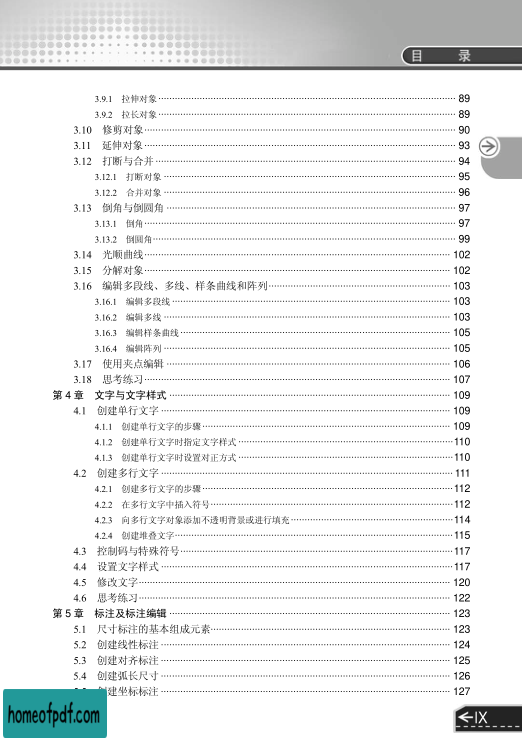 目 录
3.9.1 拉伸对象 89
3.9.2 拉长对象 89
3.10 修剪对象 90
3.11 延伸对象 93
3.12 打断与合并 94
3.12.1 打断对象 95
3.12.2 合并对象 96
3.13 倒角与倒圆角 97
3.13.1 倒角 97
3.13.2 倒圆角 99
3.14 光顺曲线 102
3.15 分解对象 102
3.16 编辑多段线、多线、样条曲线和阵列 103
3.16.1 编辑多段线 103
3.16.2 编辑多线 103
3.16.3 编辑样条曲线 105
3.16.4 编辑阵列 105
3.17 使用夹点编辑 106
3.18 思考练习 107
第 4 章 文字与文字样式 109
4.1 创建单行文字 109
4.1.1 创建单行文字的步骤 109
4.1.2 创建单行文字时指定文字样式 110
4.1.3 创建单行文字时设置对正方式 110
4.2 创建多行文字 111
4.2.1 创建多行文字的步骤 112
4.2.2 在多行文字中插入符号 112
4.2.3 向多行文字对象添加不透明背景或进行填充 114
4.2.4 创建堆叠文字 115
4.3 控制码与特殊符号 117
4.4 设置文字样式 117
4.5 修改文字 120
4.6 思考练习 122
第 5 章 标注及标注编辑 123
5.1 尺寸标注的基本组成元素 123
5.2 创建线性标注 124
5.3 创建对齐标注 125
5.4 创建弧长尺寸 126
创建坐标标注 127
homeofpdf.com
IX